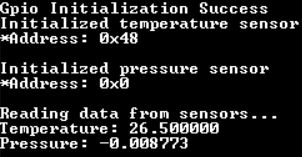 Gpio Initialization Success
Initialized temperature sensor
*Address: 0x48
Initialized pressure sensor
*Address: 0x0
Reading data from sensors...
Temperature: 26.500000
Pressure: -0.008773